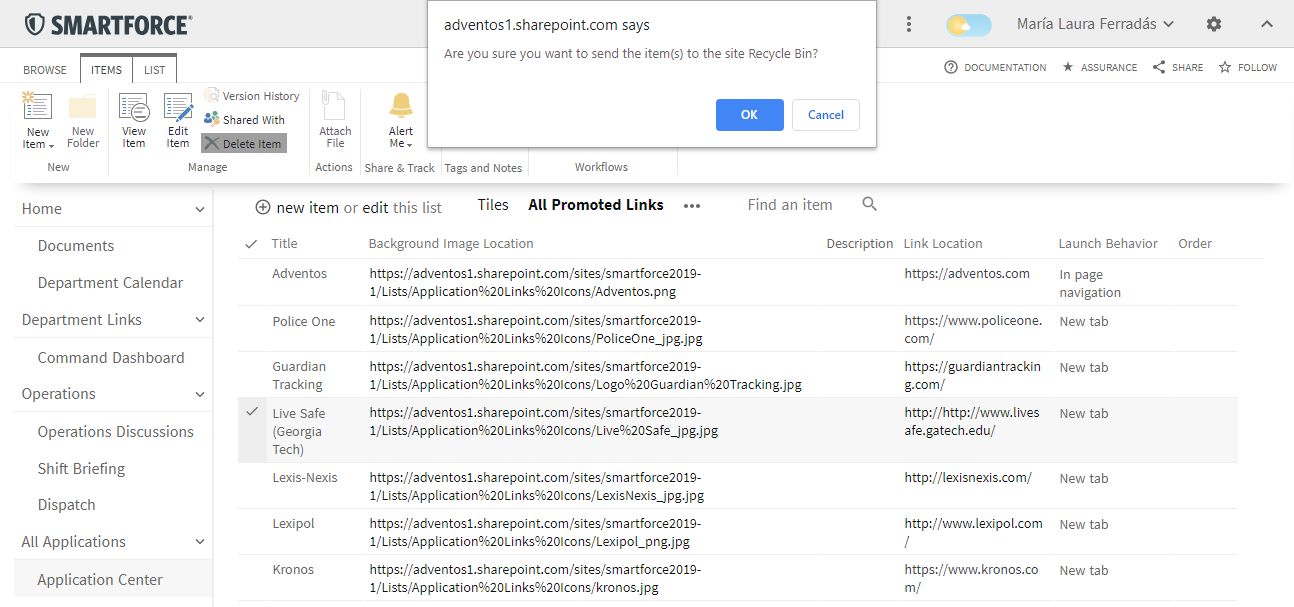 SMARTFORCE®
adventos1.sharepoint.com says
Are you sure you want to send the item(s) to the site Recycle Bin?
OK
Cancel
María Laura Ferradás
BROWSE
ITEMS
LIST
DOCUMENTATION
ASSURANCE
SHARE
FOLLOW
New Item
New Folder
New
View Item
Edit Item
Version History
Shared With
Delete Item
Manage
Attach File
Actions
Alert Me
Share & Track
Tags and Notes
Workflows
Home
Documents
Department Calendar
Department Links
Command Dashboard
Operations
Operations Discussions
Shift Briefing
Dispatch
All Applications
Application Center
new item or edit this list
Tiles
All Promoted Links
Find an item
Title
Background Image Location
Description
Link Location
Launch Behavior
Order
Adventos
https://adventos1.sharepoint.com/sites/smartforce2019-
1/Lists/Application%20Links%20Icons/Adventos.png
https://adventos.com
In page
navigation
Police One
https://adventos1.sharepoint.com/sites/smartforce2019-
1/Lists/Application%20Links%20Icons/PoliceOne_jpg.jpg
https://www.policeone.
com/
New tab
Guardian
Tracking
https://adventos1.sharepoint.com/sites/smartforce2019-
1/Lists/Application%20Links%20Icons/Logo%20Guardian%20Tracking.jpg
https://guardiantrackin
g.com/
New tab
Live Safe
(Georgia
Tech)
https://adventos1.sharepoint.com/sites/smartforce2019-
1/Lists/Application%20Links%20Icons/Live%20Safe_jpg.jpg
http://http://www.lives
afe.gatech.edu/
New tab
Lexis-Nexis
https://adventos1.sharepoint.com/sites/smartforce2019-
1/Lists/Application%20Links%20Icons/LexisNexis_jpg.jpg
http://lexisnexis.com/
New tab
Lexipol
https://adventos1.sharepoint.com/sites/smartforce2019-
1/Lists/Application%20Links%20Icons/Lexipol_png.jpg
http://www.lexipol.com
/
New tab
Kronos
https://adventos1.sharepoint.com/sites/smartforce2019-
1/Lists/Application%20Links%20Icons/kronos.jpg
https://www.kronos.co
m/
New tab